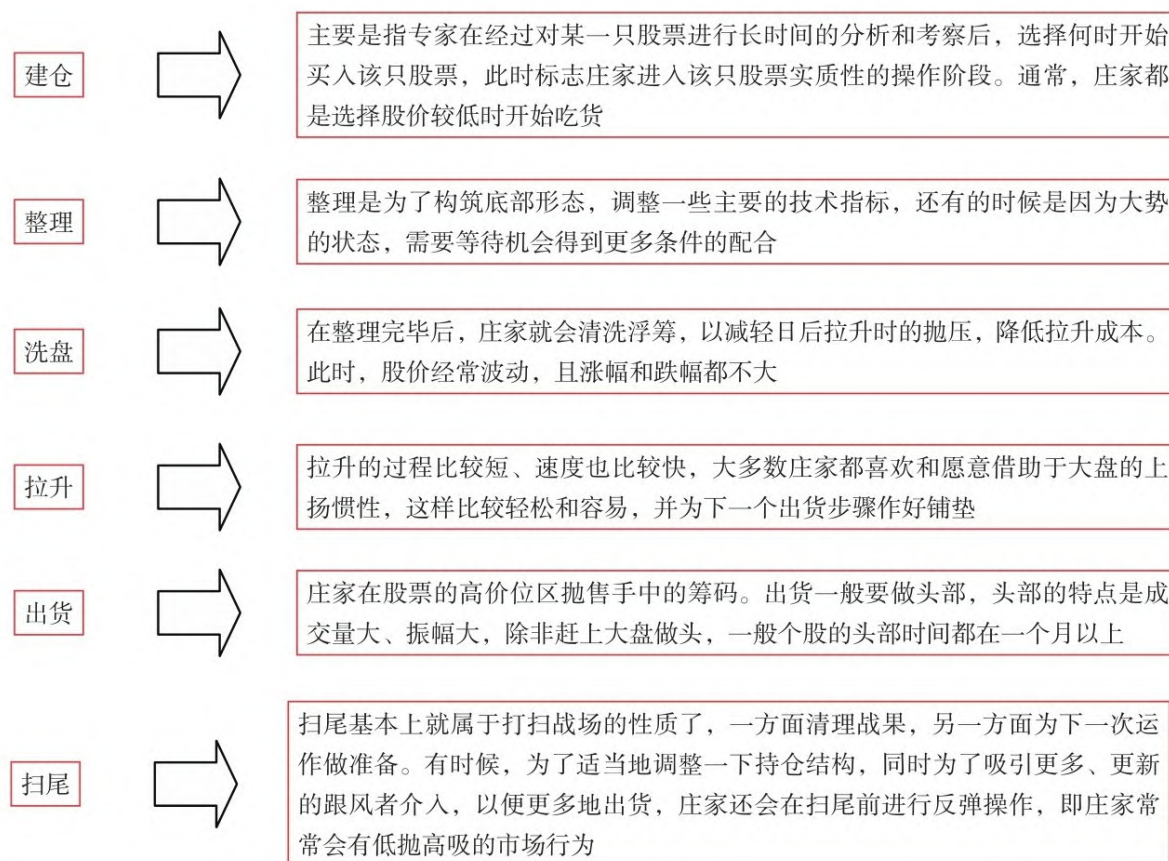 建仓
主要是指专家在经过对某一只股票进行长时间的分析和考察后，选择何时开始
买入该只股票，此时标志庄家进入该只股票实质性的操作阶段。通常，庄家都
是选择股价较低时开始吃货
整理
整理是为了构筑底部形态，调整一些主要的技术指标，还有的时候是因为大势
的状态，需要等待机会得到更多条件的配合
洗盘
在整理完毕后，庄家就会清洗浮筹，以减轻日后拉升时的抛压，降低拉升成本。
此时，股价经常波动，且涨幅和跌幅都不大
拉升
拉升的过程比较短、速度也比较快，大多数庄家都喜欢和愿意借助于大盘的上
扬惯性，这样比较轻松和容易，并为下一个出货步骤作好铺垫
出货
庄家在股票的高价位区抛售手中的筹码。出货一般要做头部，头部的特点是成
交量大、振幅大，除非赶上大盘做头，一般个股的头部时间都在一个月以上
扫尾
扫尾基本上就属于打扫战场的性质了，一方面清理战果，另一方面为下一次运
作做准备。有时候，为了适当地调整一下持仓结构，同时为了吸引更多、更新
的跟风者介入，以便更多地出货，庄家还会在扫尾前进行反弹操作，即庄家常
常会有低抛高吸的市场行为